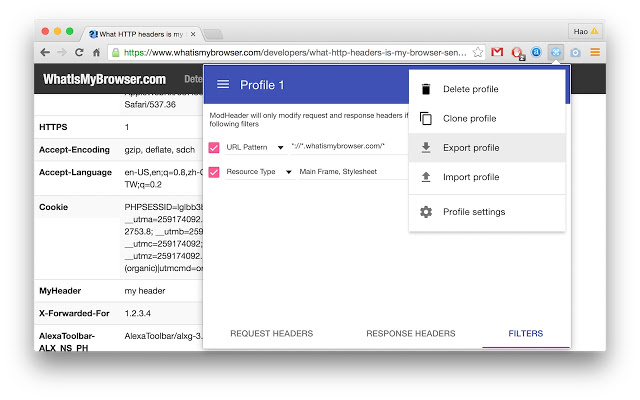 What HTTP headers is my
Hao
https://www.whatismybrowser.com/developers/what-http-headers-is-my-browser-sen...
2
WhatIsMyBrowser.com
Dete
Safari/537.36
HTTPS
1
Accept-Encoding
gzip, deflate, sdch
Accept-Language
en-US,en;q=0.8,zh-
TW;q=0.2
Cookie
__utma=259174092.
2753.8; __utmb=259
__utmc=259174092;
__utmz=259174092.
(organic)|utmcmd=or
MyHeader
my header
X-Forwarded-For
1.2.3.4
AlexaToolbar-
ALX_NS_PH
AlexaToolbar/alxg-3.
Profile 1
ModHeader will only modify request and response headers if
following filters
URL Pattern
"://*.whatismybrowser.com/*
Resource Type
Main Frame, Stylesheet
Delete profile
Clone profile
Export profile
Import profile
Profile settings
REQUEST HEADERS
RESPONSE HEADERS
FILTERS